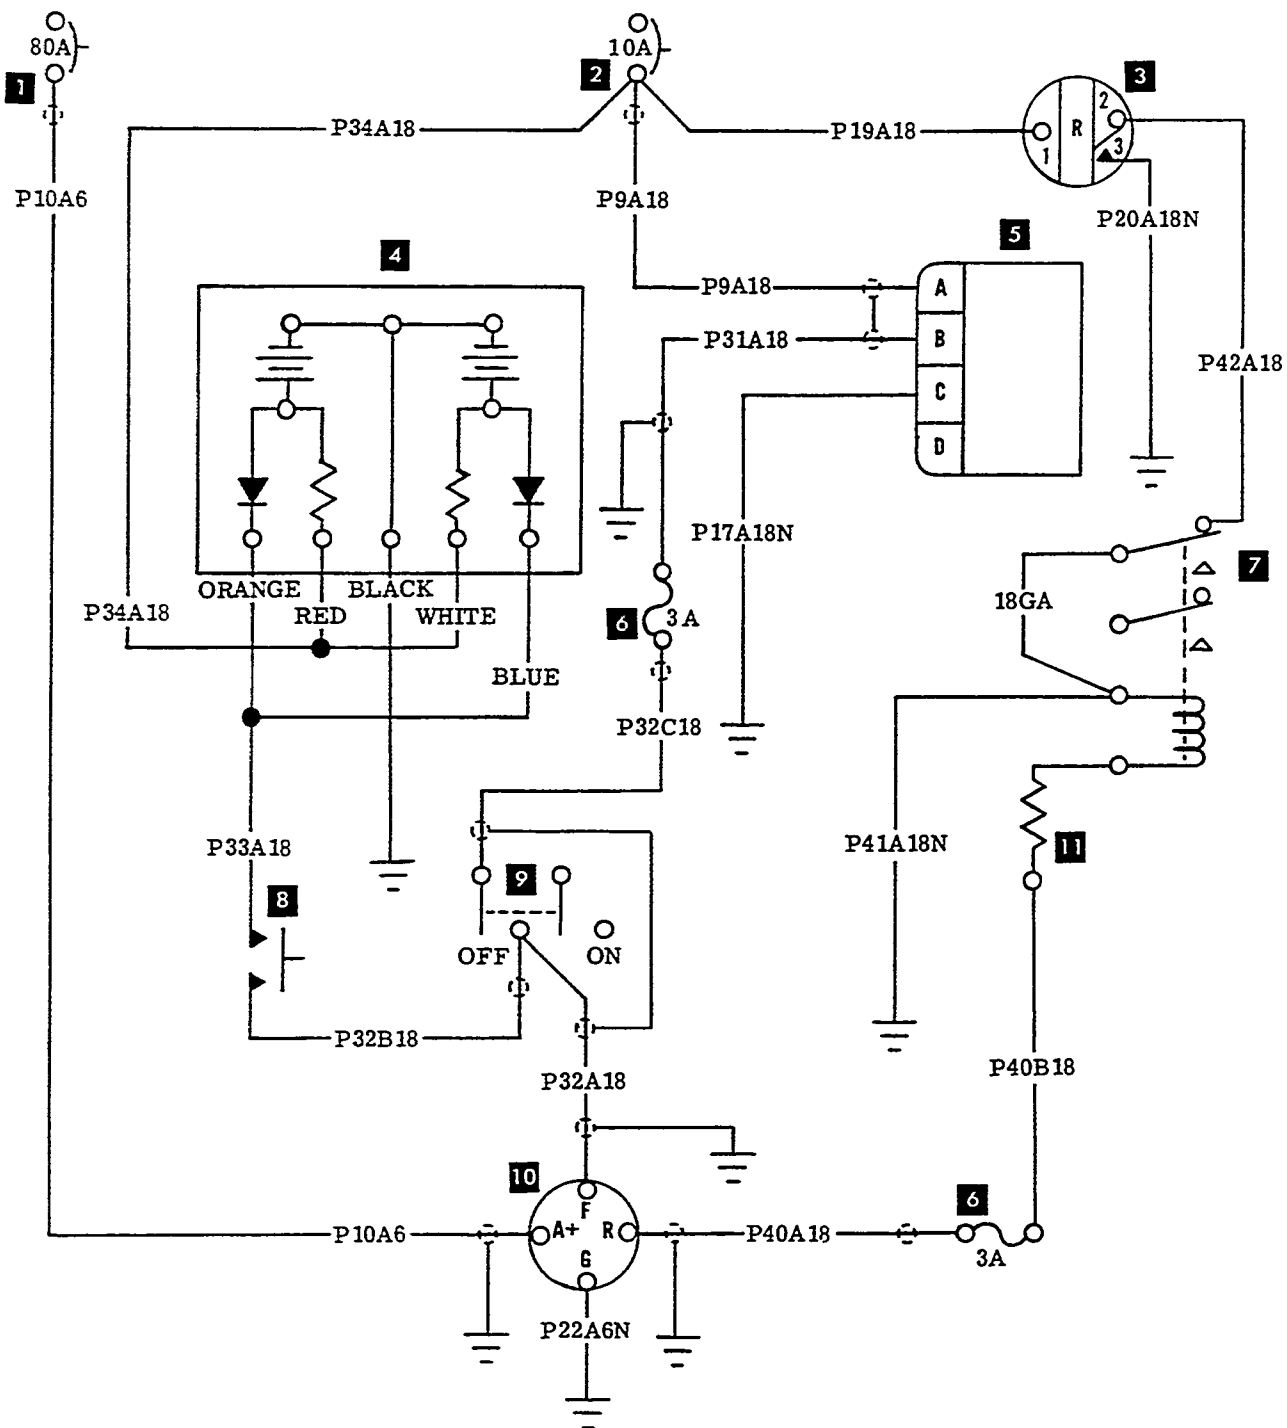 80A
10A
1
2
3
P34A18
P19A18
1
R
2
3
P10A6
P9A18
P20A18N
4
5
P9A18
A
P31A18
B
P42A18
C
D
P17A18N
7
ORANGE
BLACK
18GA
P34A18
RED
WHITE
6
3A
BLUE
P32C18
P33A18
P41A18N
11
8
9
OFF
ON
P32B18
P40B18
P32A18
10
6
F
P10A6
A+
R
P40A18
G
3A
P22A6N